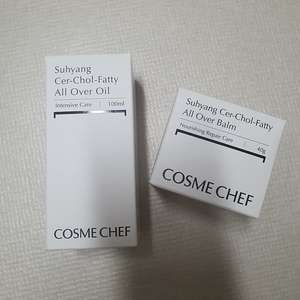 Suhyang
Cer-Chol-Fatty
All Over Oil
Intensive Care | 100ml
COSME CHEF
Suhyang Cer-Chol-Fatty
All Over Balm
Nourishing Repair Care | 40g
COSME CHEF